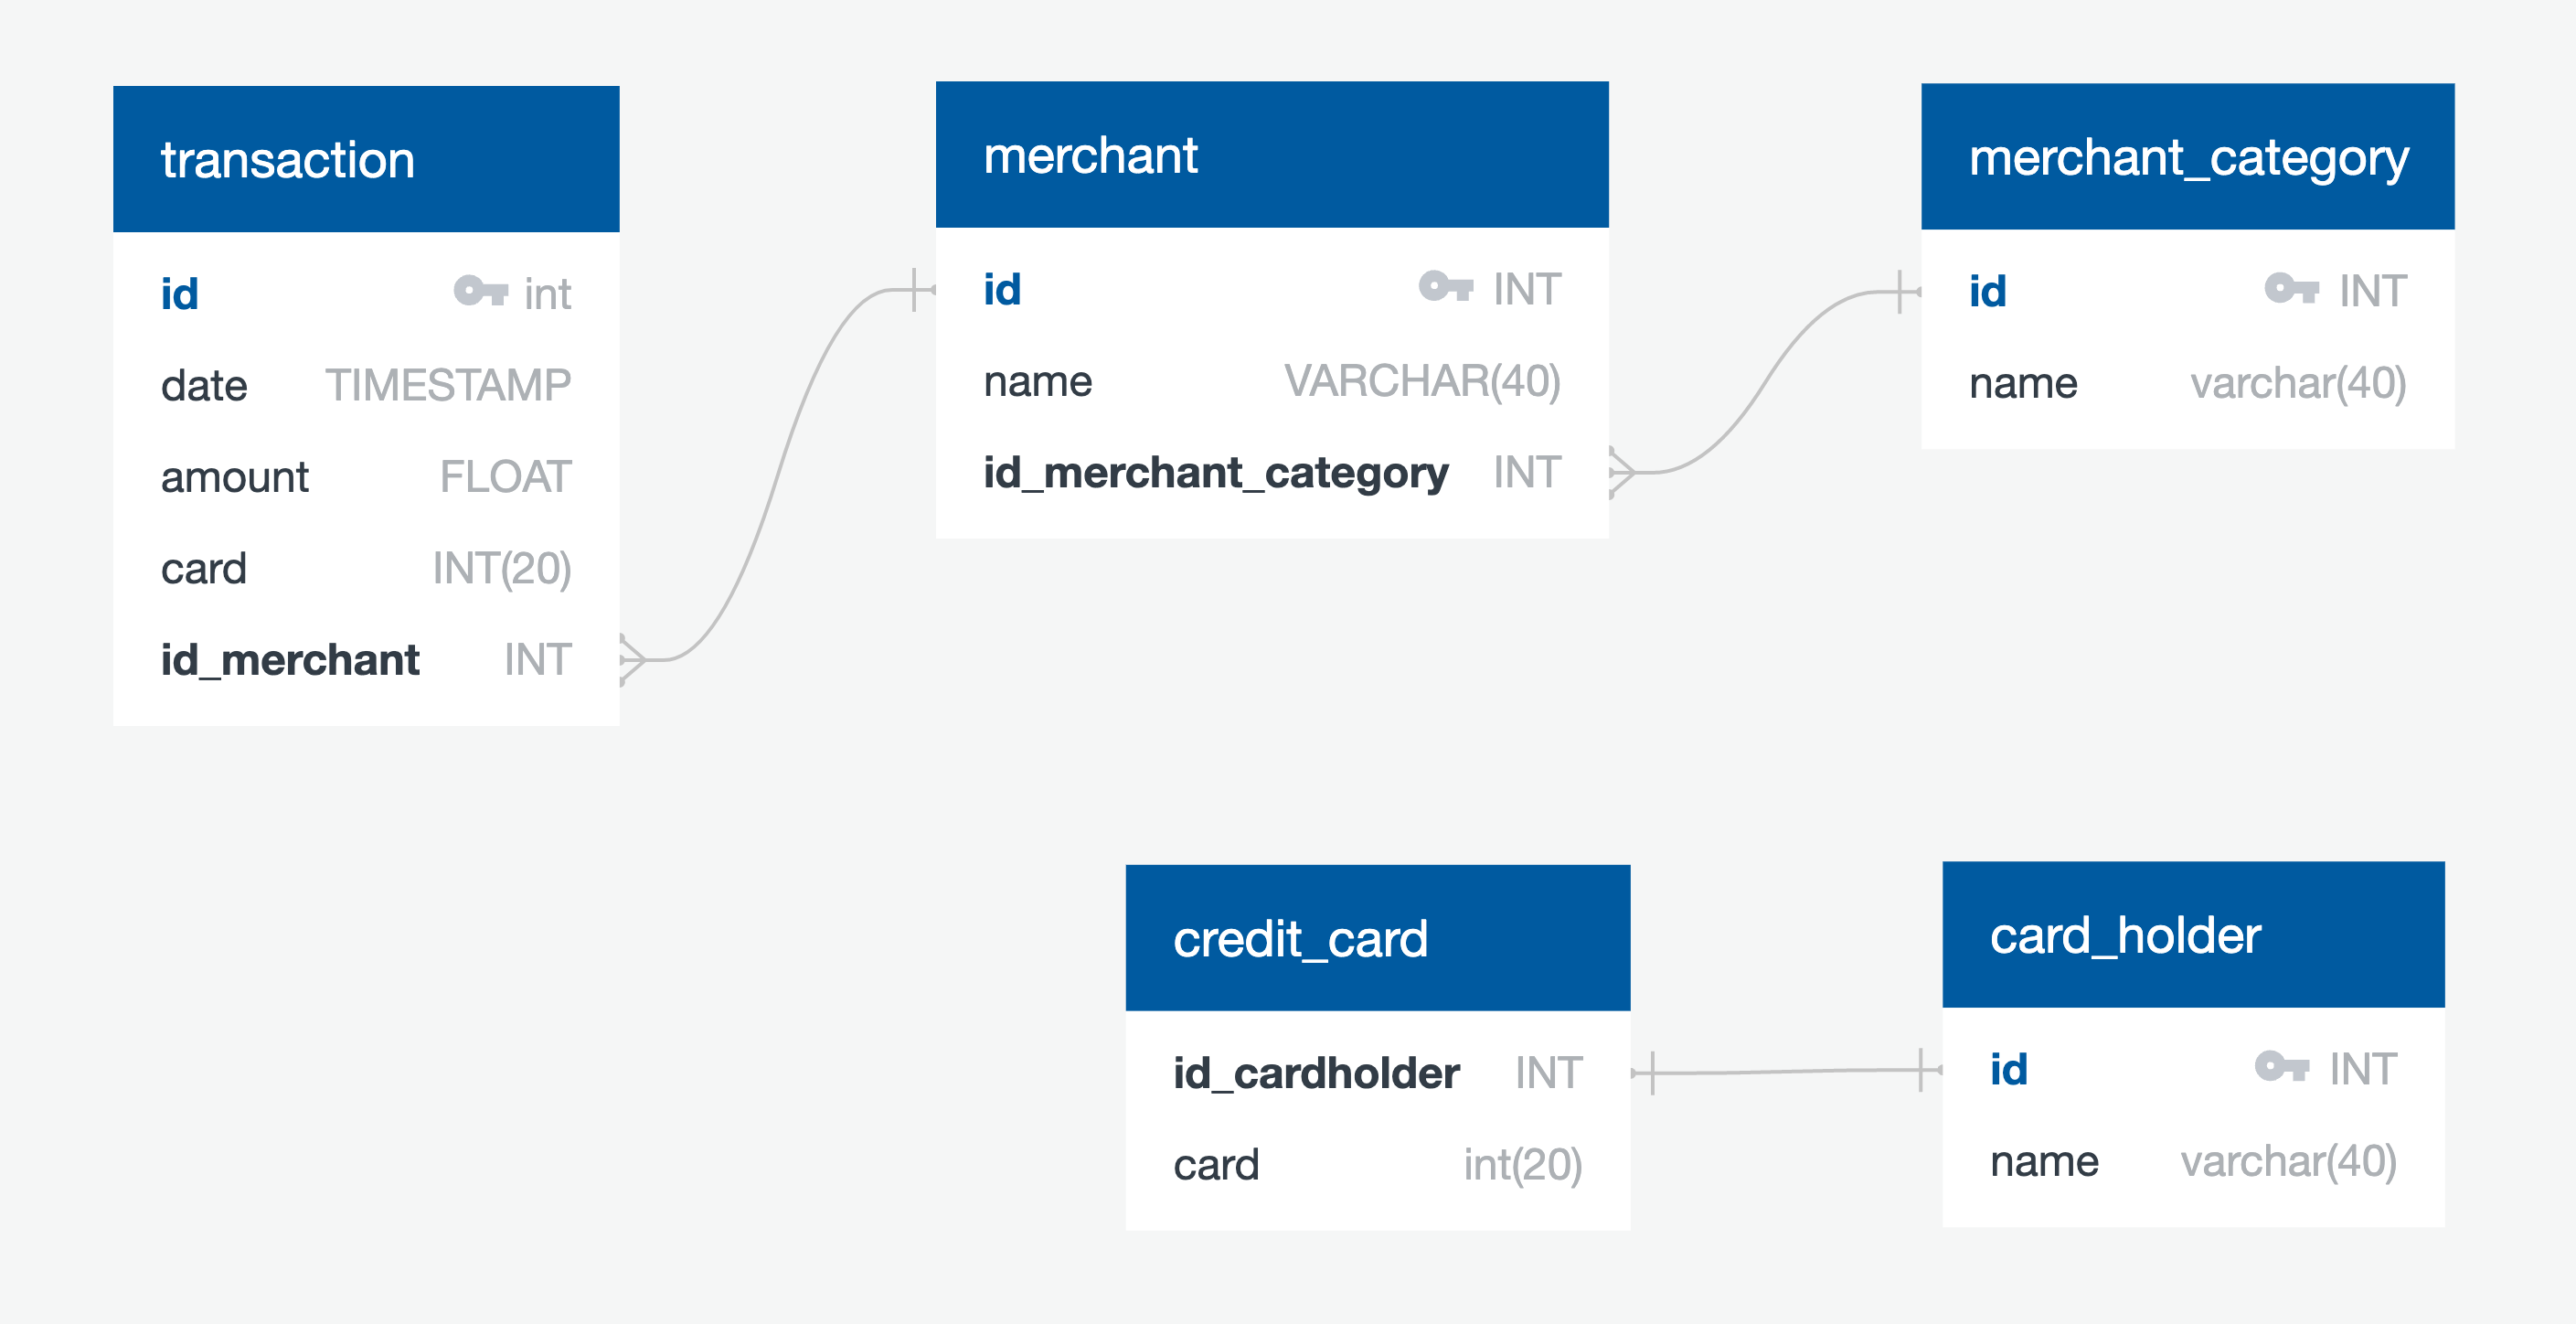 transaction
id int
date TIMESTAMP
amount FLOAT
card INT(20)
id_merchant INT
merchant
id INT
name VARCHAR(40)
id_merchant_category INT
merchant_category
id INT
name varchar(40)
credit_card
id_cardholder INT
card int(20)
card_holder
id INT
name varchar(40)